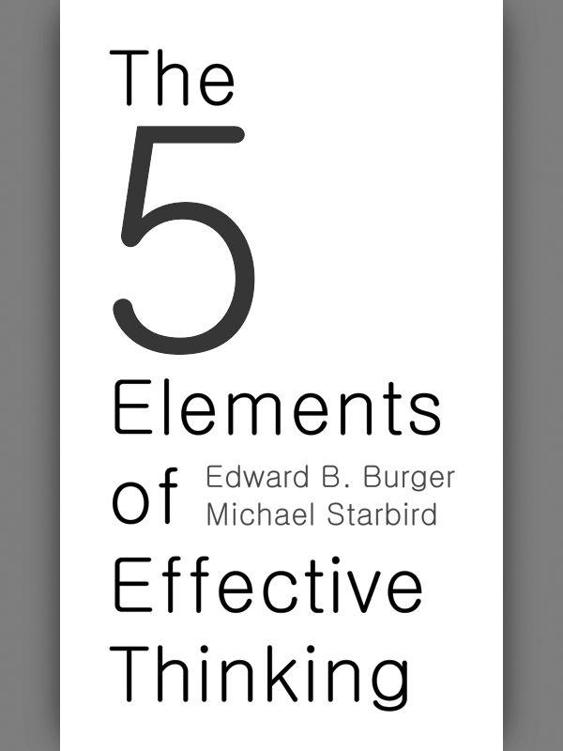 The
5
Elements
of
Edward B. Burger
Michael Starbird
Effective
Thinking